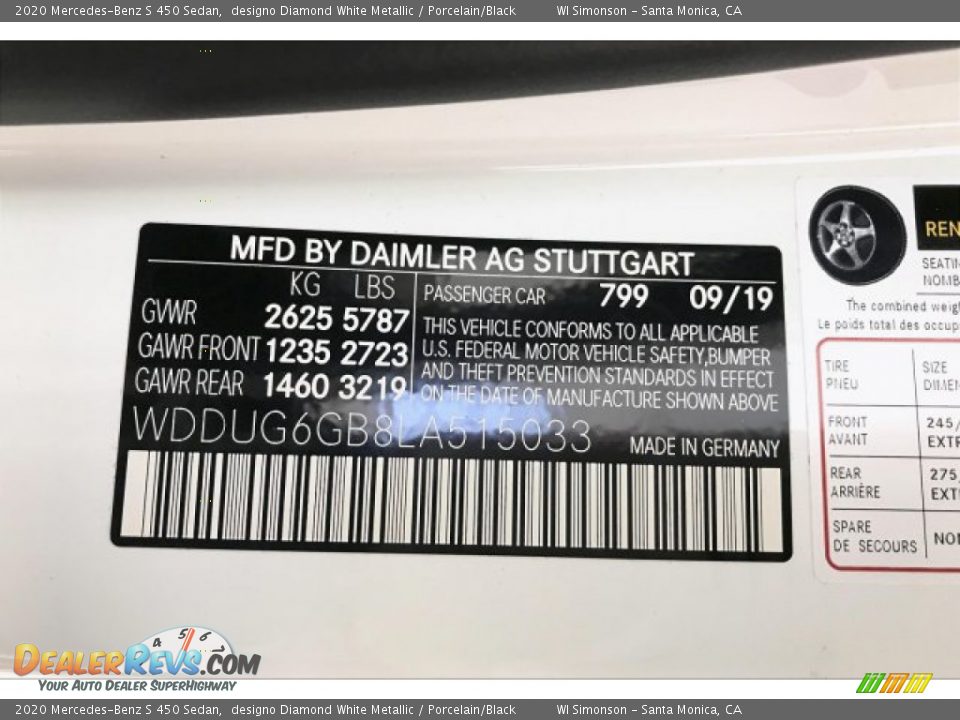 2020 Mercedes-Benz S 450 Sedan, designo Diamond White Metallic / Porcelain/Black WI Simonson - Santa Monica, CA
MFD BY DAIMLER AG STUTTGART
KG LBS
GVWR 2625 5787
GAWR FRONT 1235 2723
GAWR REAR 1460 3219
PASSENGER CAR 799 09/19
THIS VEHICLE CONFORMS TO ALL APPLICABLE
U.S. FEDERAL MOTOR VEHICLE SAFETY,BUMPER
AND THEFT PREVENTION STANDARDS IN EFFECT
ON THE DATE OF MANUFACTURE SHOWN ABOVE
WDDUG6GB8LA515033
MADE IN GERMANY
The combined
Le poids total des
TIRE SIZE
PNEU
FRONT 245/
AVANT
REAR 275/
ARRIÈRE
SPARE
DE SECOURS
4 5 6 7
DEALERREVS.COM
YOUR AUTO DEALER SUPERHIGHWAY
2020 Mercedes-Benz S 450 Sedan, designo Diamond White Metallic / Porcelain/Black WI Simonson - Santa Monica, CA